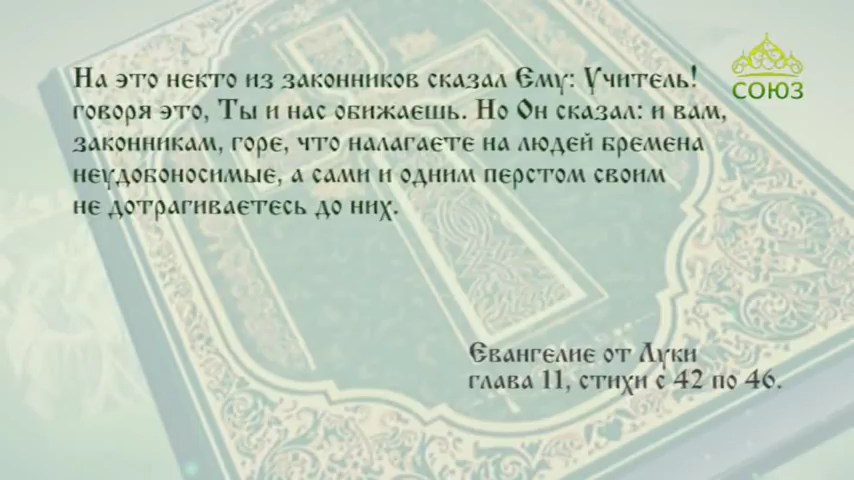 СОЮЗ
На это некто из законников сказал Ему: Учитель!
говоря это, Ты и нас обижаешь. Но Он сказал: и вам,
законникам, горе, что налагаете на людей бремена
неудобоносимые, а сами и одним перстом своим
не дотрагиваетесь до них.
Евангелие от Луки
глава 11, стихи с 42 по 46.